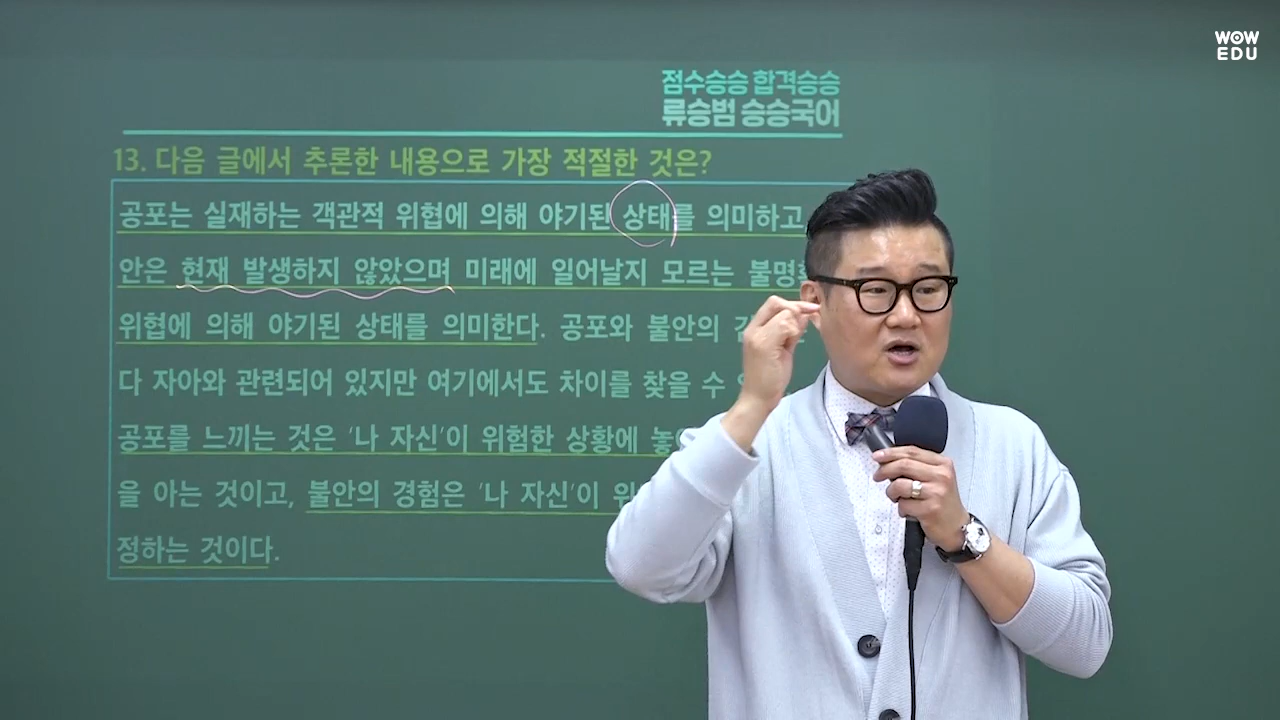 WOW
EDU
점수승승 합격승승
류승범 승승국어
13. 다음 글에서 추론한 내용으로 가장 적절한 것은?
공포는 실재하는 객관적 위협에 의해 야기된 상태를 의미하고
안은 현재 발생하지 않았으며 미래에 일어날지 모르는
위협에 의해 야기된 상태를 의미한다. 공포와 불안의
다 자아와 관련되어 있지만 여기에서도 차이를 찾을 수
공포를 느끼는 것은 '나 자신'이 위험한 상황에
을 아는 것이고, 불안의 경험은 '나 자신'이
정하는 것이다.